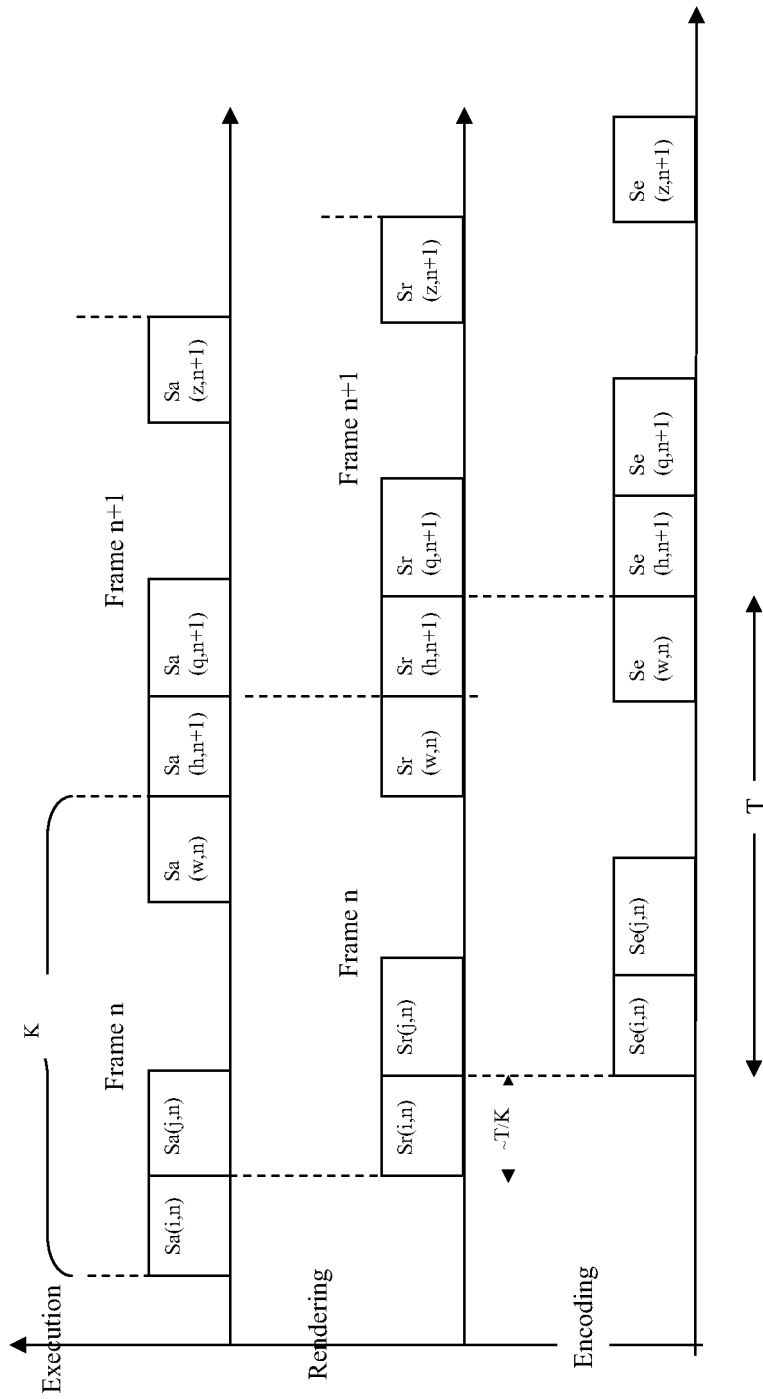 K
Execution
Frame n
Frame n+1
Sa(i,n)
Sa(j,n)
Sa
(w,n)
Sa
(h,n+1)
Sa
(q,n+1)
Sa
(z,n+1)
Rendering
Frame n
Frame n+1
Sr(i,n)
Sr(j,n)
Sr
(w,n)
Sr
(h,n+1)
Sr
(q,n+1)
Sr
(z,n+1)
~T/K
Encoding
Se(i,n)
Se(j,n)
Se
(w,n)
Se
(h,n+1)
Se
(q,n+1)
Se
(z,n+1)
T